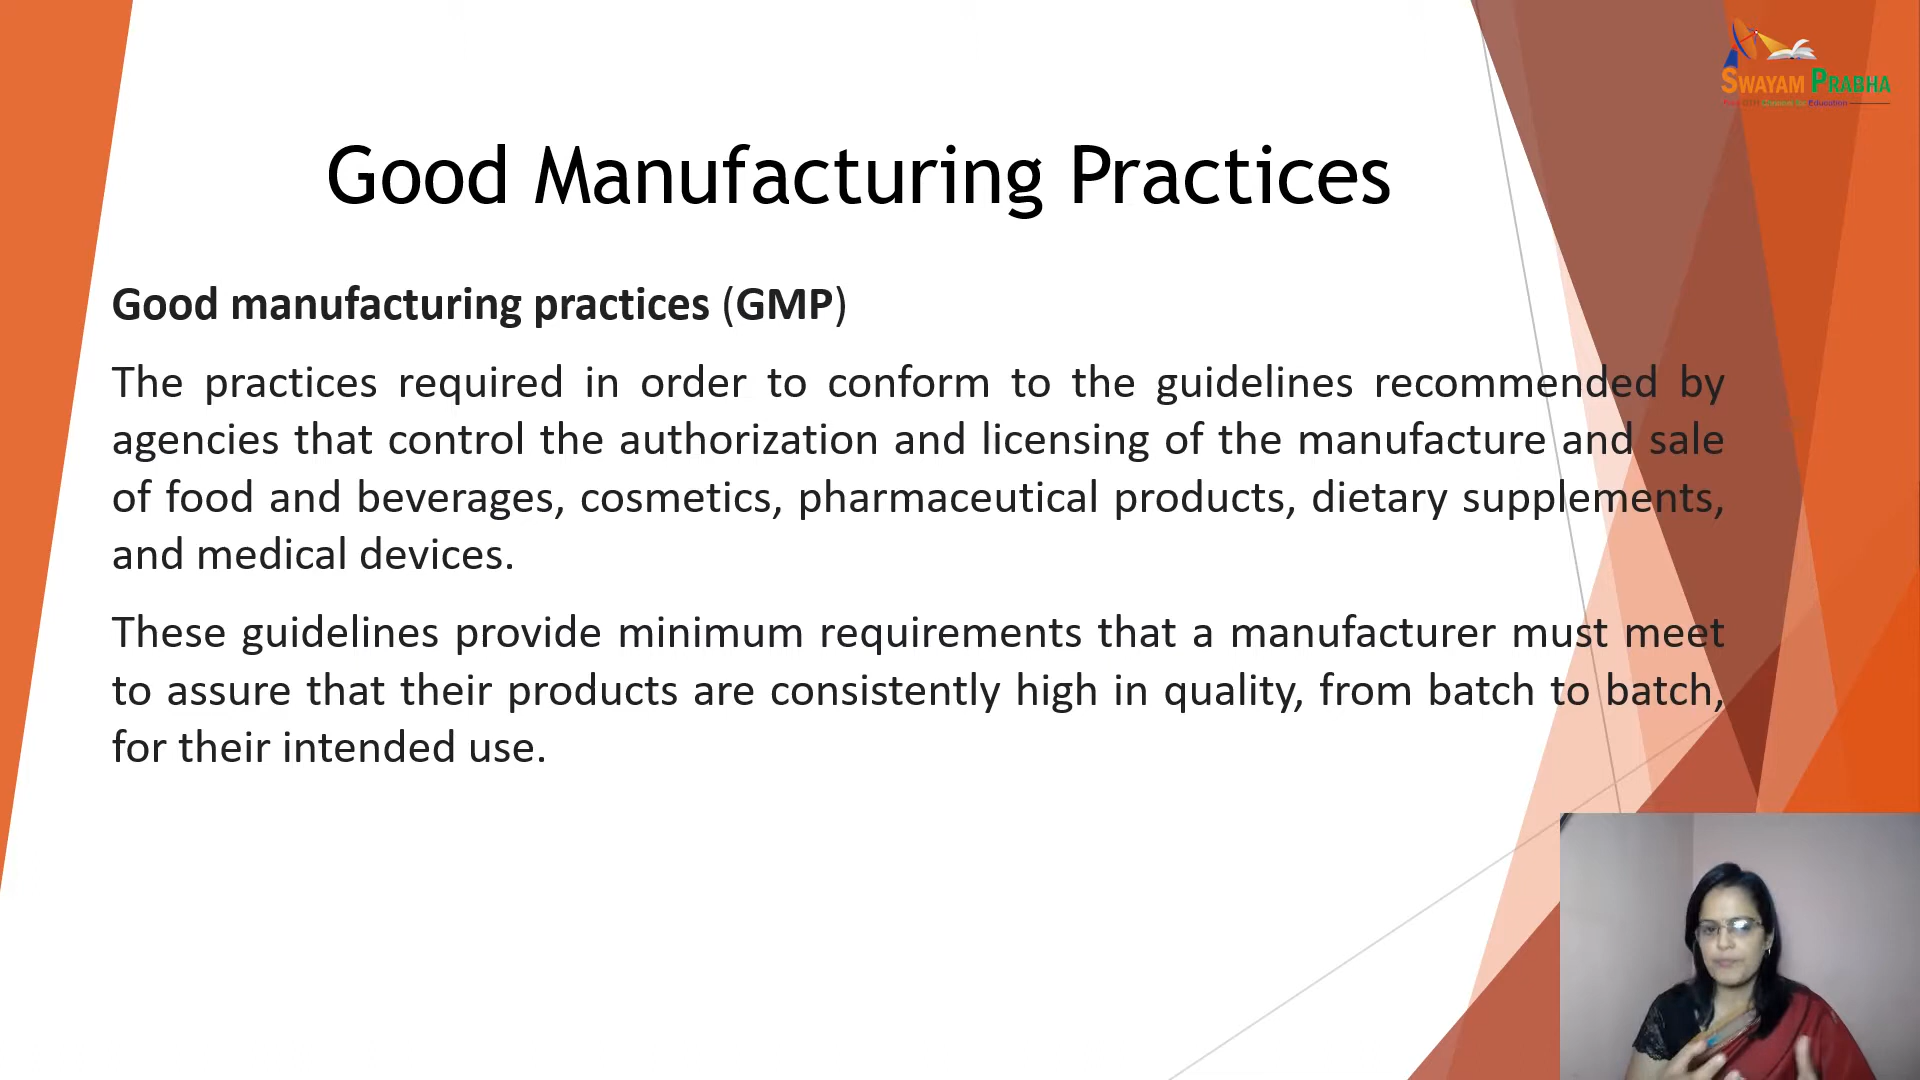 SWAYAM PRABHA
Good Manufacturing Practices
Good manufacturing practices (GMP)
The practices required in order to conform to the guidelines recommended by
agencies that control the authorization and licensing of the manufacture and sale
of food and beverages, cosmetics, pharmaceutical products, dietary supplements,
and medical devices.
These guidelines provide minimum requirements that a manufacturer must meet
to assure that their products are consistently high in quality, from batch to batch,
for their intended use.